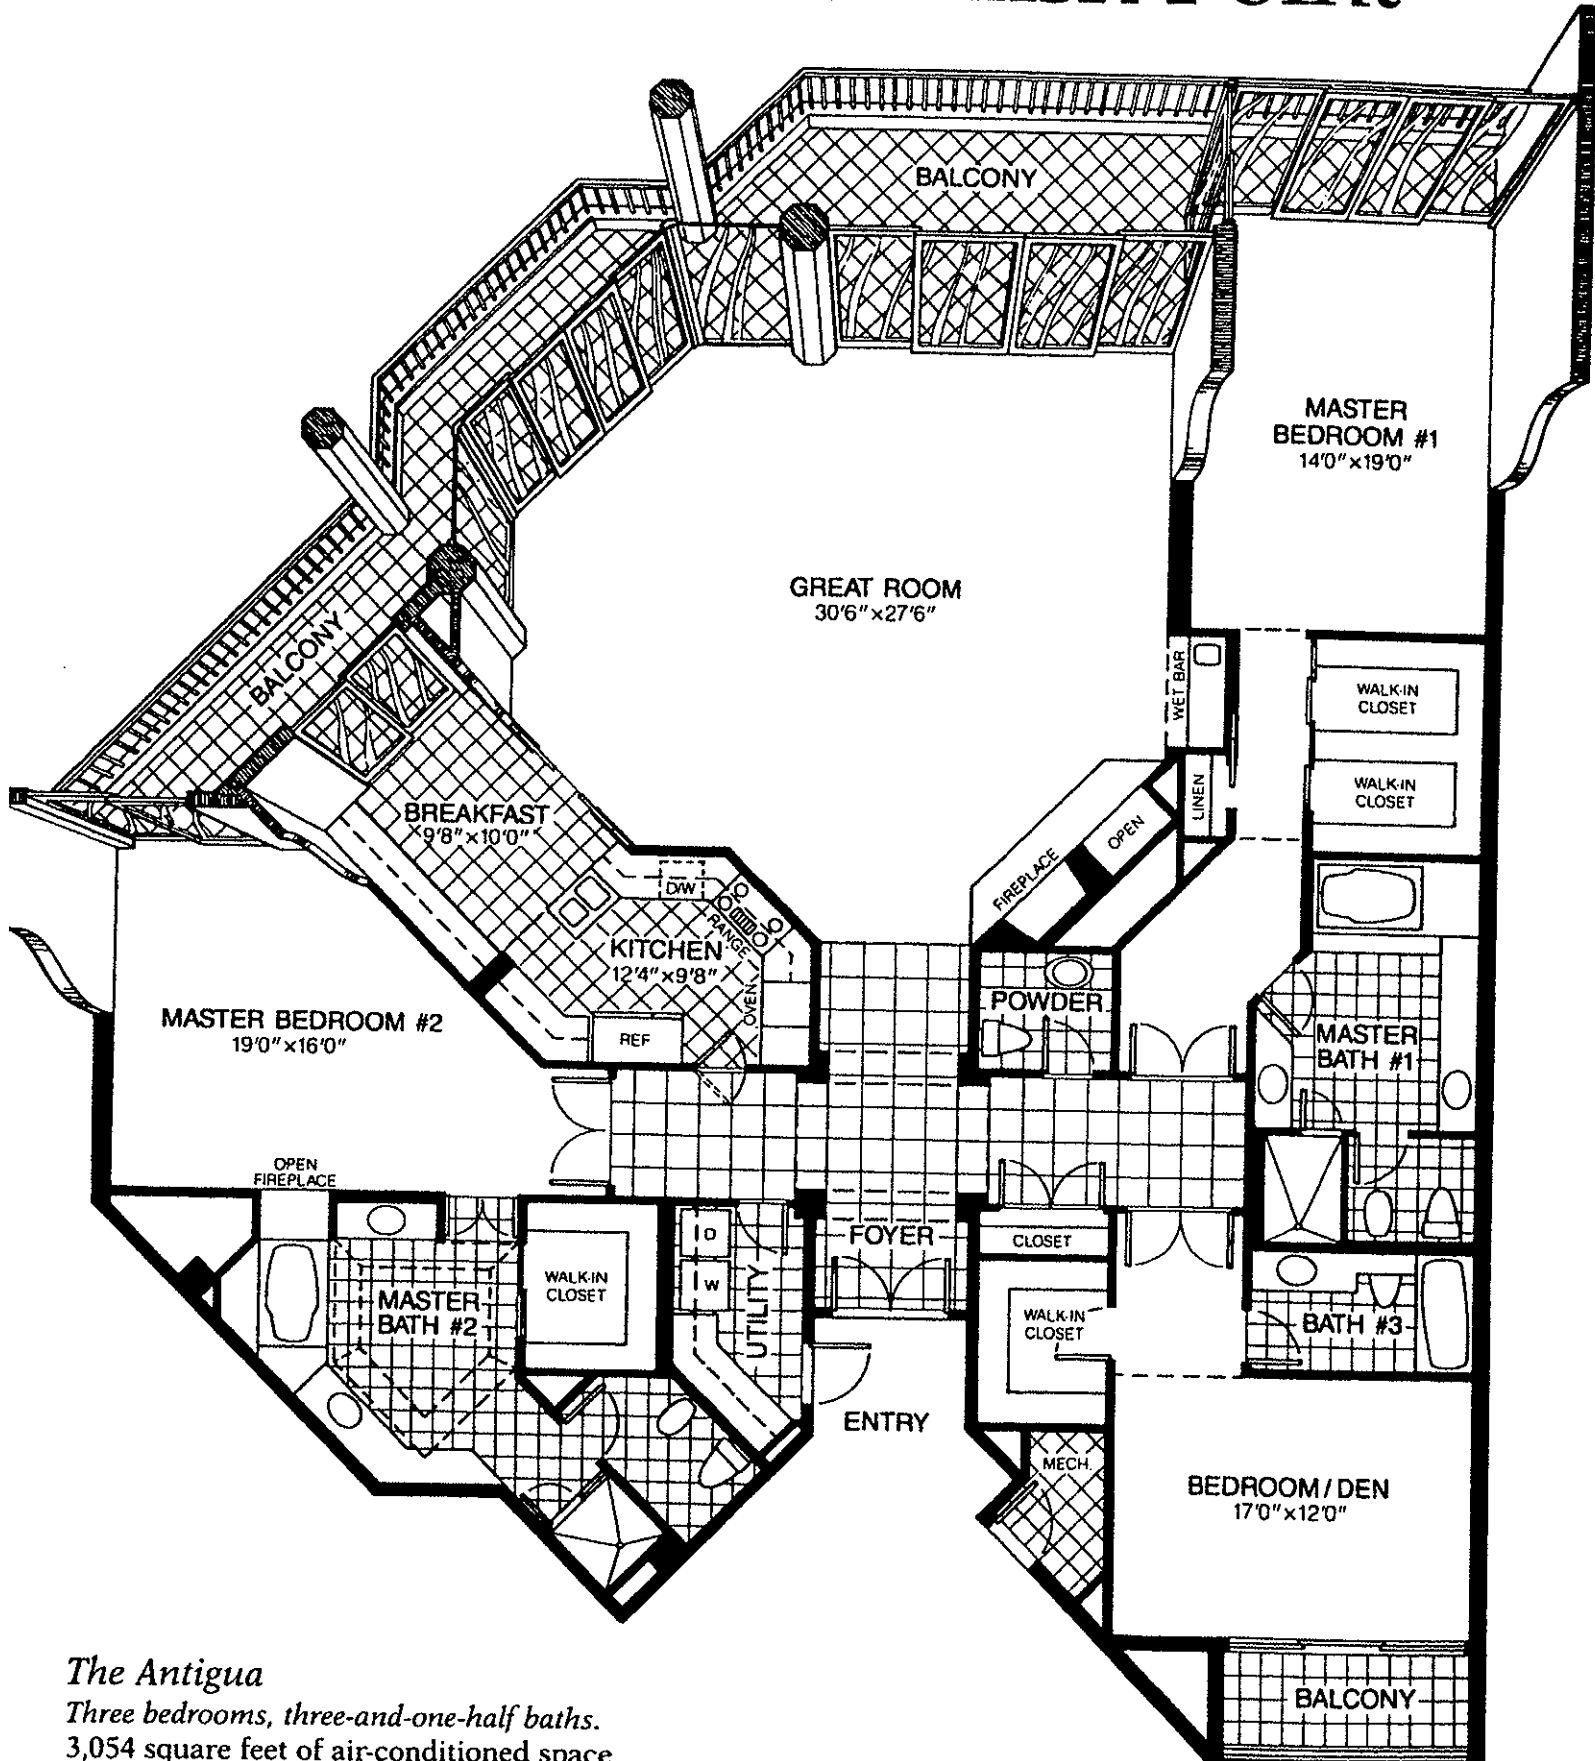 BALCONY
MASTER
BEDROOM #1
14'0"×19'0"
GREAT ROOM
30'6"×27'6"
BALCONY
WET BAR
WALK-IN
CLOSET
WALK-IN
CLOSET
LINEN
BREAKFAST
9'8"×10'0"
OPEN
FIREPLACE
D/W
RANGE
KITCHEN
12'4"×9'8"
OVEN
REF
POWDER
MASTER
BATH #1
MASTER BEDROOM #2
19'0"×16'0"
OPEN
FIREPLACE
D
W
UTILITY
FOYER
CLOSET
WALK-IN
CLOSET
MASTER
BATH #2
WALK-IN
CLOSET
BATH #3
ENTRY
MECH.
BEDROOM/DEN
17'0"×12'0"
BALCONY
The Antigua
Three bedrooms, three-and-one-half baths.
3,054 square feet of air-conditioned space